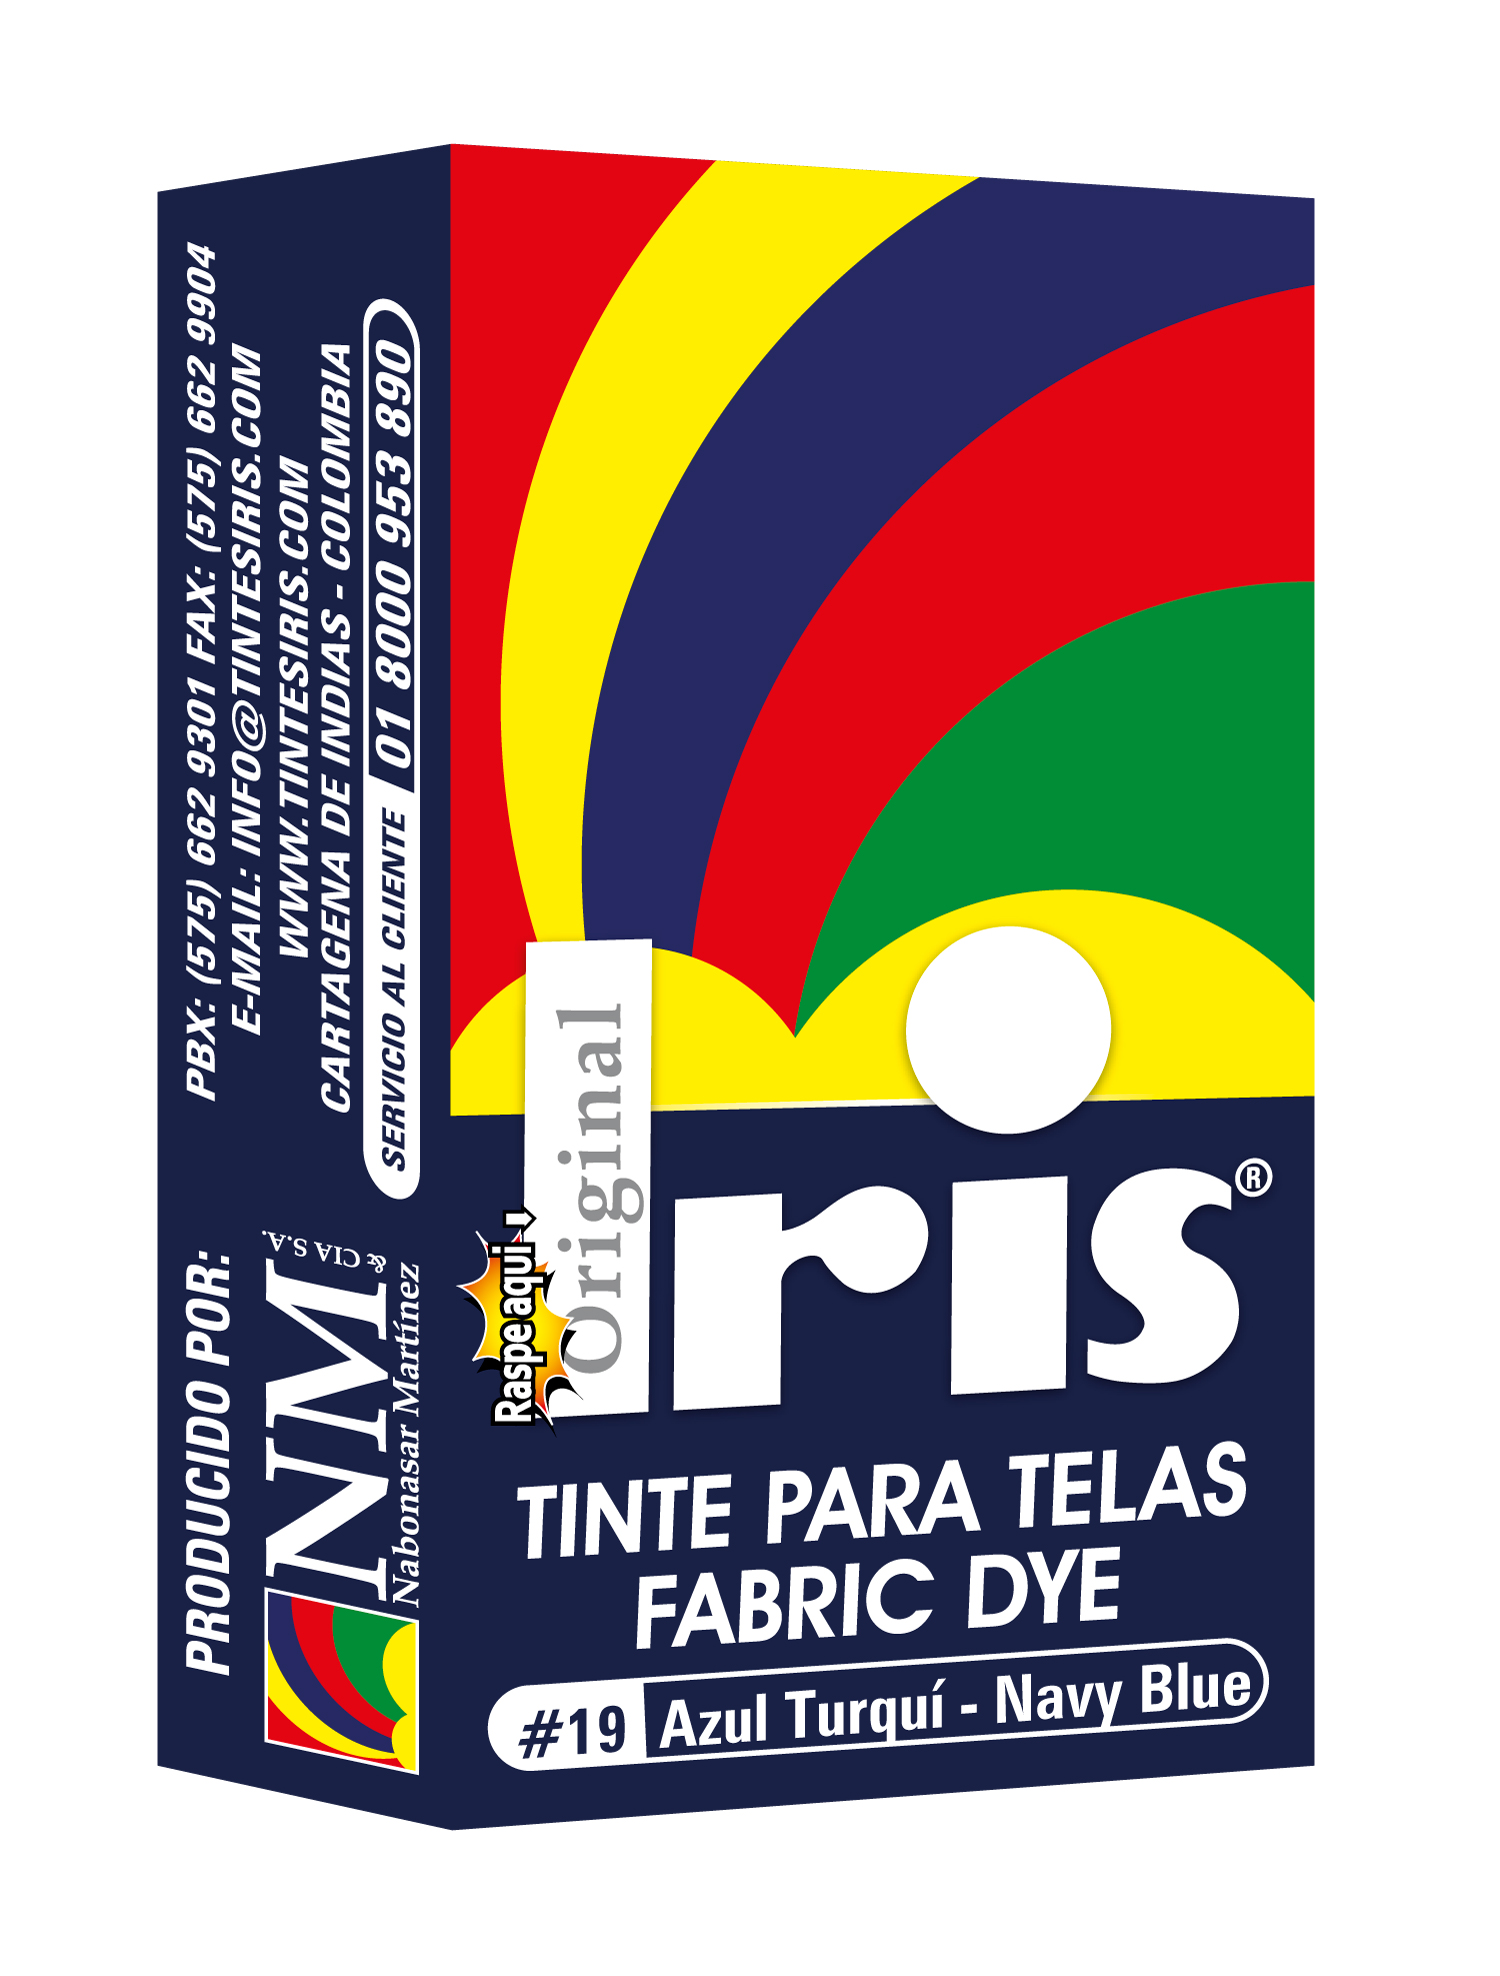 Original
Raspe aqui
Iris®
TINTE PARA TELAS
FABRIC DYE
#19 Azul Turquí - Navy Blue
PRODUCIDO POR:
NM
& CIA S.A.
Nabonasar Martínez
PBX: (575) 662 9301 FAX: (575) 662 9904
E-MAIL: INFO@TINTESIRIS.COM
WWW.TINTESIRIS.COM
CARTAGENA DE INDIAS - COLOMBIA
SERVICIO AL CLIENTE 01 8000 953 890